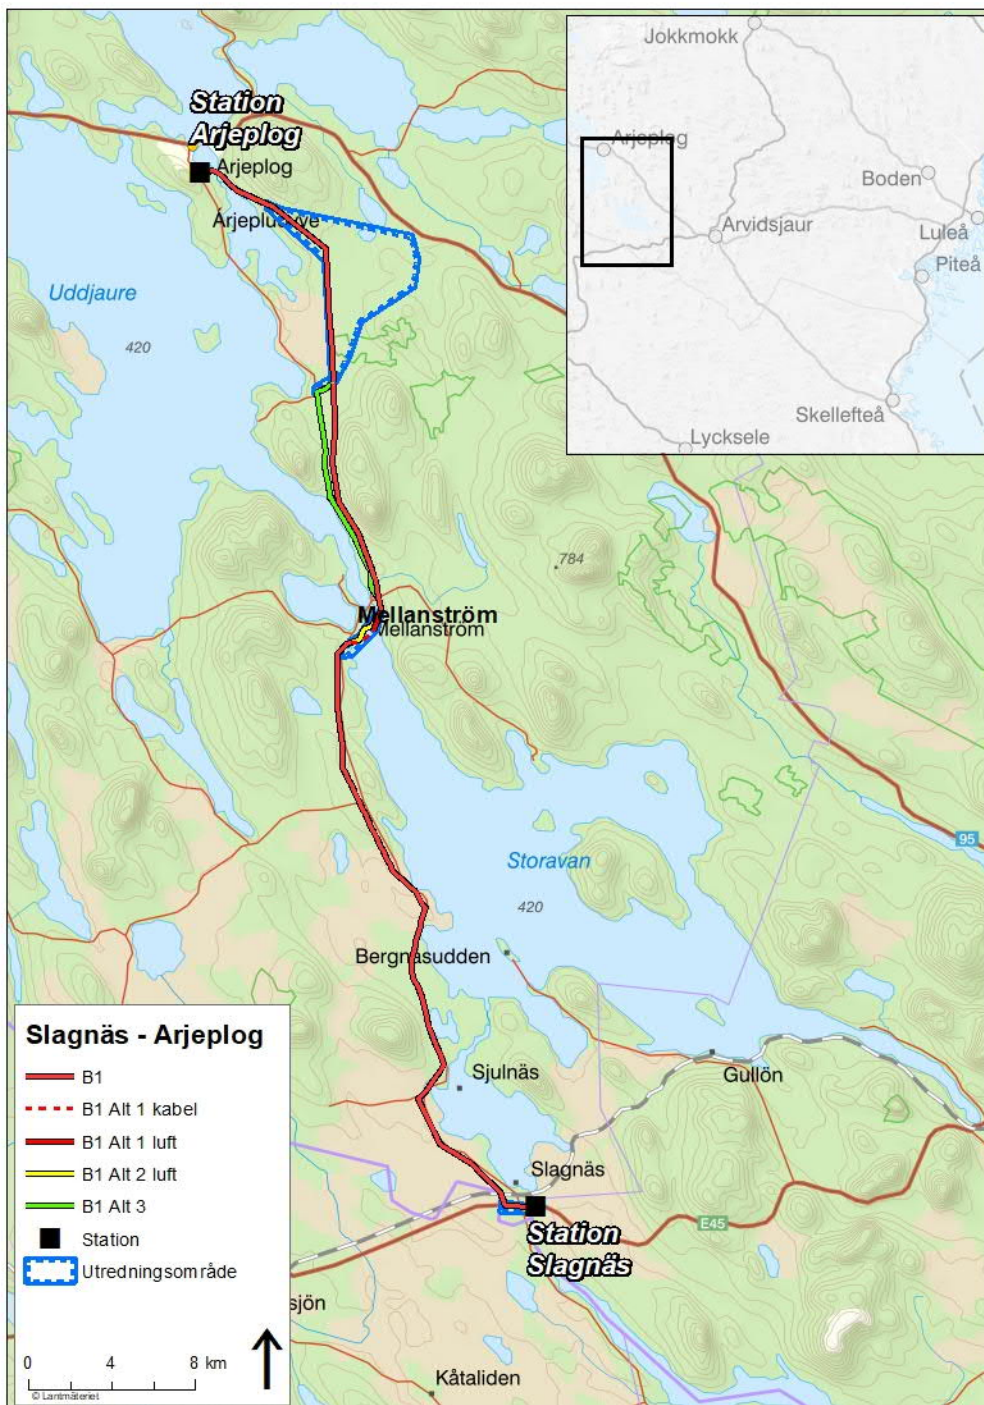 Station
Arjeplog
Arjeplog
Uddjaure
420
784
Mellanström
Mellanström
95
Storavan
420
Bergnäsudden
Sjulnäs
Gullön
Slagnäs
E45
Station
Slagnäs
sjön
Kåtaliden
Jokkmokk
Arjeplog
Boden
Arvidsjaur
Luleå
Piteå
Skellefteå
Lycksele
Slagnäs - Arjeplog
B1
B1 Alt 1 kabel
B1 Alt 1 luft
B1 Alt 2 luft
B1 Alt 3
Station
Utredningsområde
0 4 8 km
© Lantmäteriet